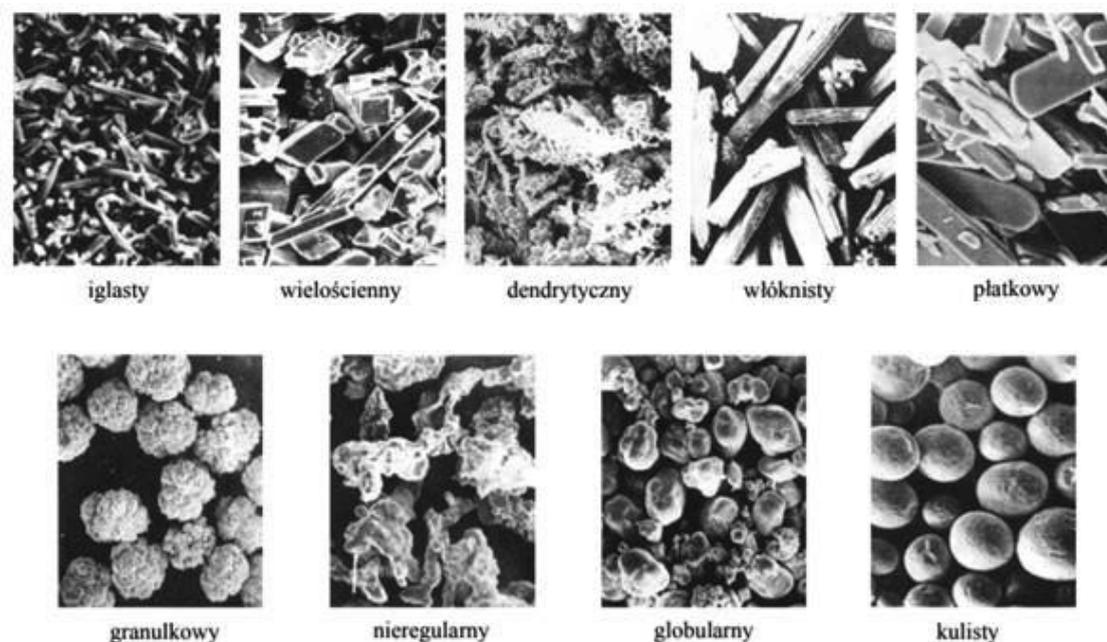 iglasty wielościenny dendrytyczny włóknisty płatkowy
granulkowy nieregularny globularny kulisty